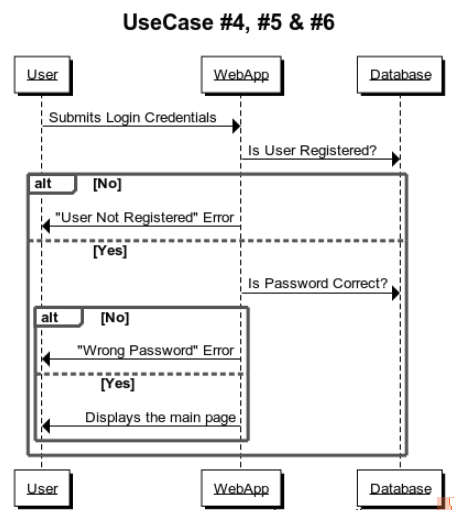 UseCase #4, #5 & #6
User WebApp Database
Submits Login Credentials
Is User Registered?
alt [No]
"User Not Registered" Error
[Yes]
Is Password Correct?
alt [No]
"Wrong Password" Error
[Yes]
Displays the main page
User WebApp Database